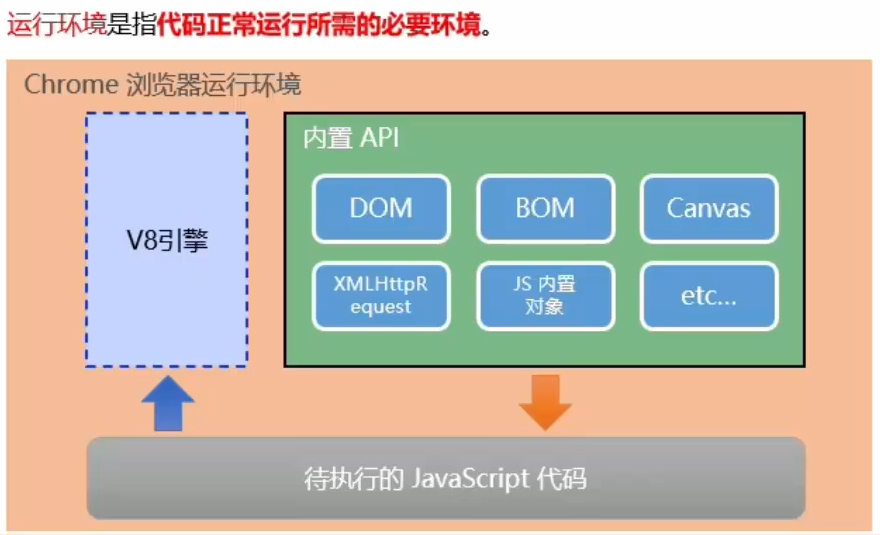 运行环境是指代码正常运行所需的必要环境。
Chrome 浏览器运行环境
V8引擎
内置 API
DOM
BOM
Canvas
XMLHttpR
equest
JS 内置
对象
etc...
待执行的 JavaScript 代码